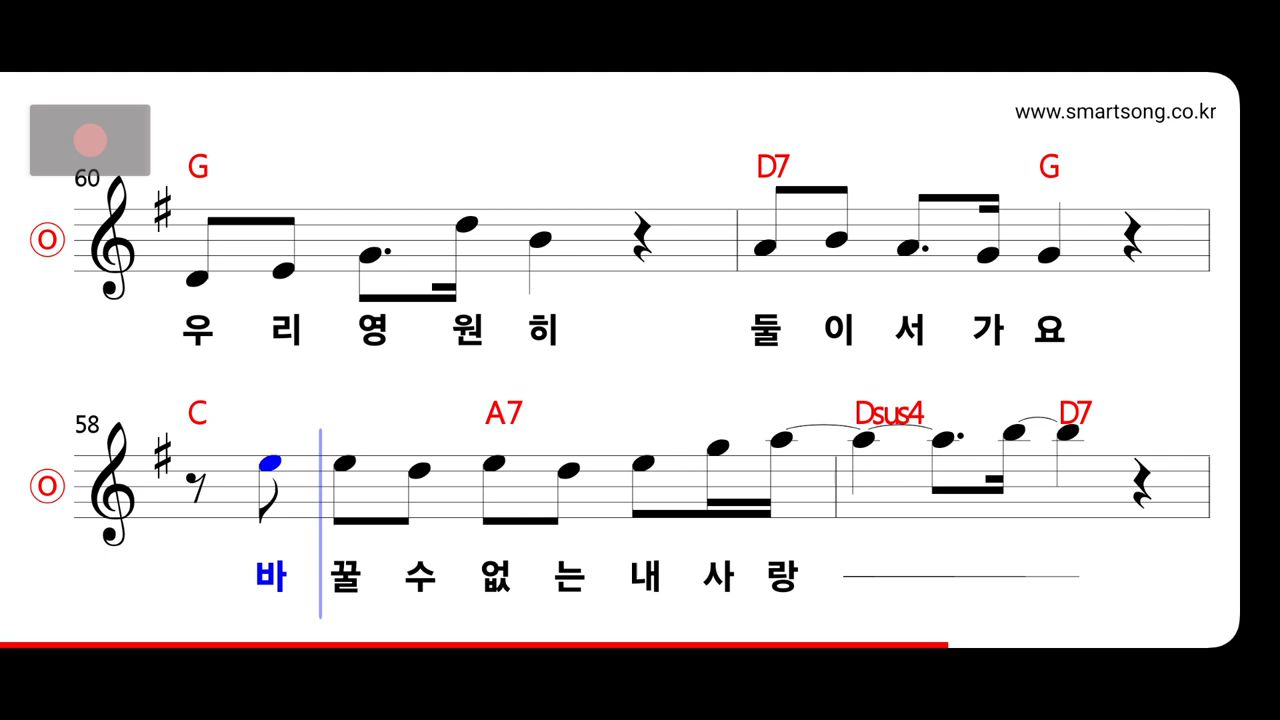 www.smartsong.co.kr
G D7 G
60
O
우 리 영 원 히 둘 이 서 가 요
C A7 Dsus4 D7
58
O
바 꿀 수 없 는 내 사 랑